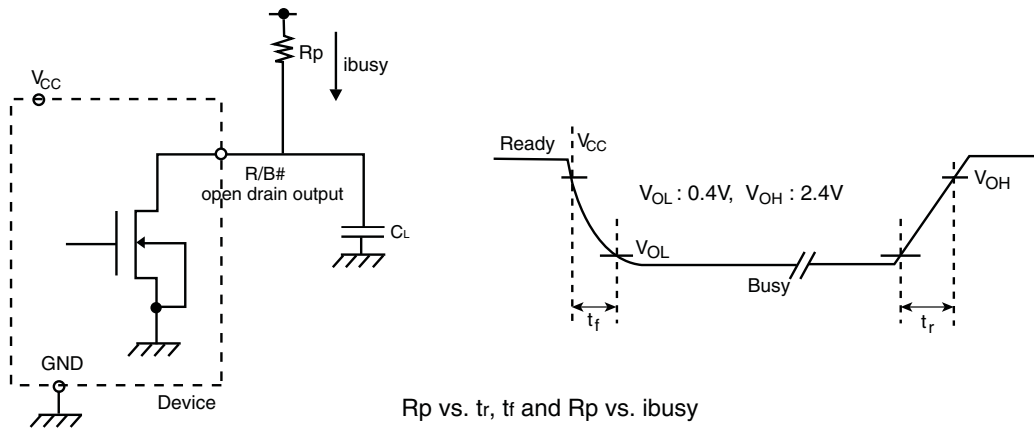 Rp
ibusy
VCC
R/B#
open drain output
CL
GND
Device
Ready
VCC
VOL : 0.4V, VOH : 2.4V
VOH
VOL
Busy
tf
tr
Rp vs. tr, tf and Rp vs. ibusy